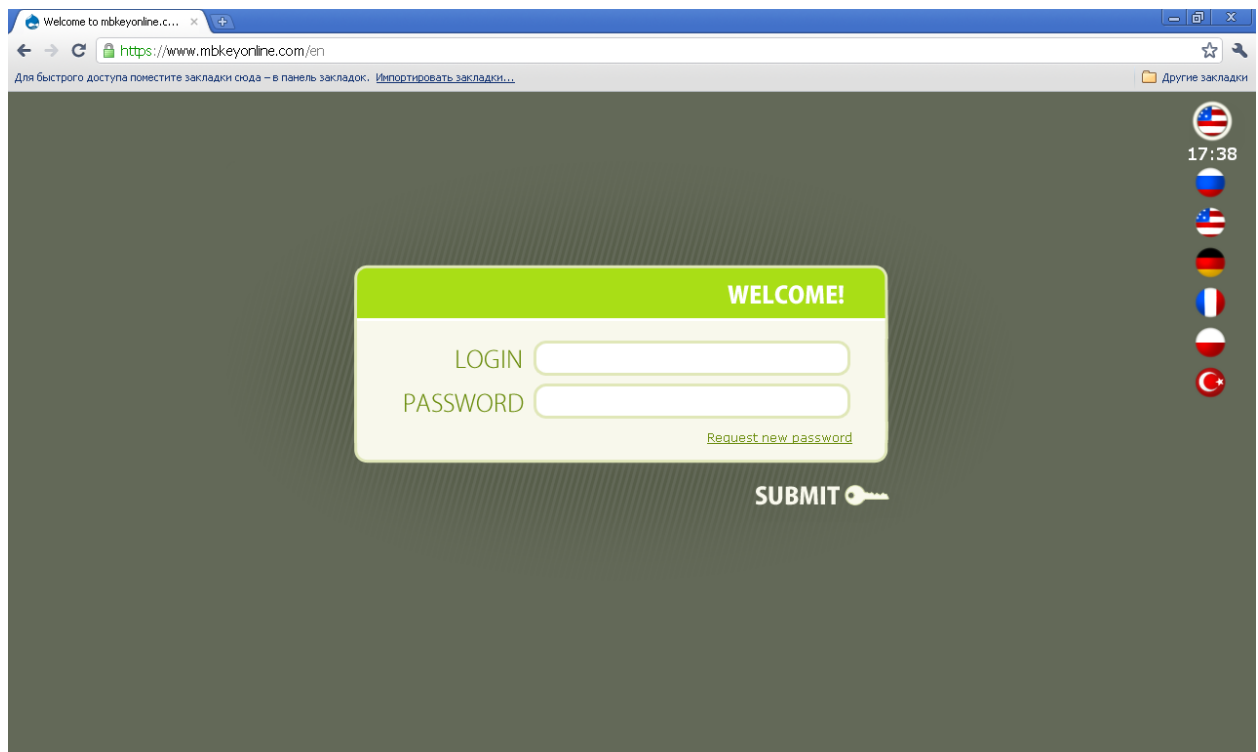 Welcome to mbkeyonline.c...
https://www.mbkeyonline.com/en
Для быстрого доступа поместите закладки сюда – в панель закладок. Импортировать закладки...
Другие закладки
17:38
WELCOME!
LOGIN
PASSWORD
Request new password
SUBMIT